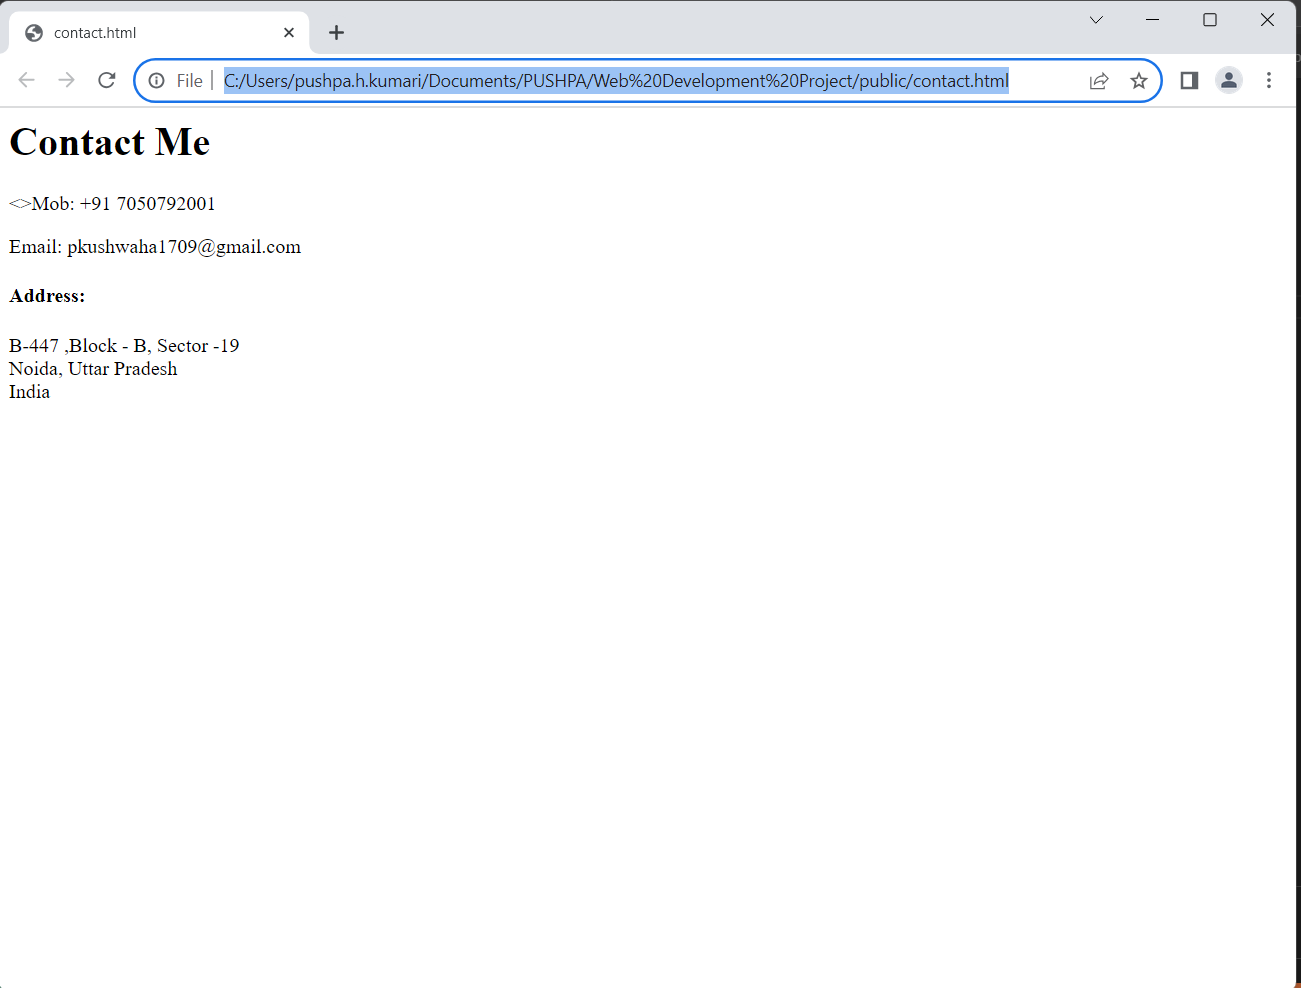 contact.html
File
C:/Users/pushpa.h.kumari/Documents/PUSHPA/Web%20Development%20Project/public/contact.html
Contact Me
<>Mob: +91 7050792001
Email: pkushwaha1709@gmail.com
Address:
B-447 ,Block - B, Sector -19
Noida, Uttar Pradesh
India